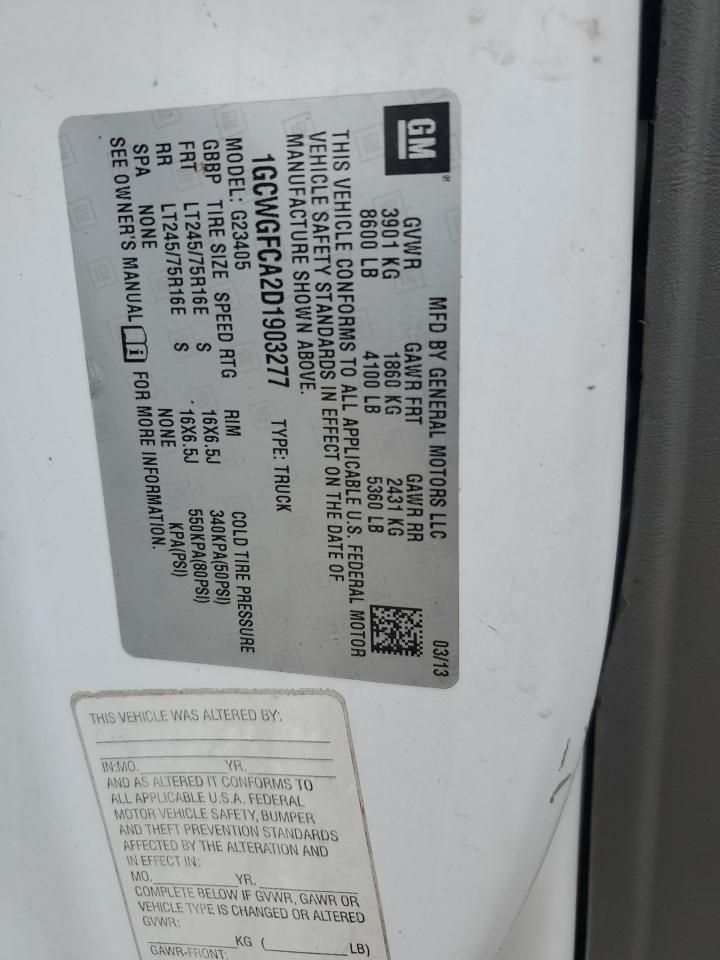 GM
MFD BY GENERAL MOTORS LLC 03/13
GVWR GAWR FRT GAWR RR
3901 KG 1860 KG 2431 KG
8600 LB 4100 LB 5360 LB
THIS VEHICLE CONFORMS TO ALL APPLICABLE U.S. FEDERAL MOTOR
VEHICLE SAFETY STANDARDS IN EFFECT ON THE DATE OF
MANUFACTURE SHOWN ABOVE.
1GCWGFCA2D1903277 TYPE: TRUCK
MODEL: G23405
GBBP TIRE SIZE SPEED RTG RIM COLD TIRE PRESSURE
FRT LT245/75R16E S 16X6.5J 340KPA(50PSI)
RR LT245/75R16E S 16X6.5J 550KPA(80PSI)
SPA NONE NONE KPA(PSI)
SEE OWNER'S MANUAL FOR MORE INFORMATION.
THIS VEHICLE WAS ALTERED BY:
IN:MO. YR.
AND AS ALTERED IT CONFORMS TO
ALL APPLICABLE U.S.A. FEDERAL
MOTOR VEHICLE SAFETY, BUMPER
AND THEFT PREVENTION STANDARDS
AFFECTED BY THE ALTERATION AND
IN EFFECT IN:
MO. YR.
COMPLETE BELOW IF GVWR, GAWR OR
VEHICLE TYPE IS CHANGED OR ALTERED
GVWR:
KG ( LB)
GAWR-FRONT: